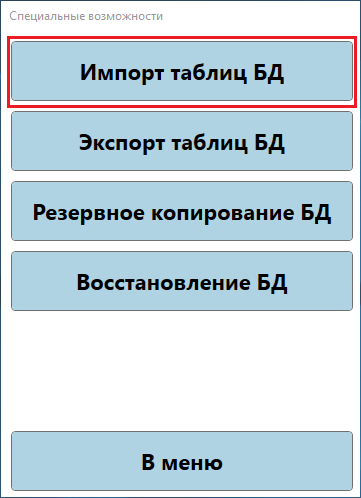 Специальные возможности
Импорт таблиц БД
Экспорт таблиц БД
Резервное копирование БД
Восстановление БД
В меню